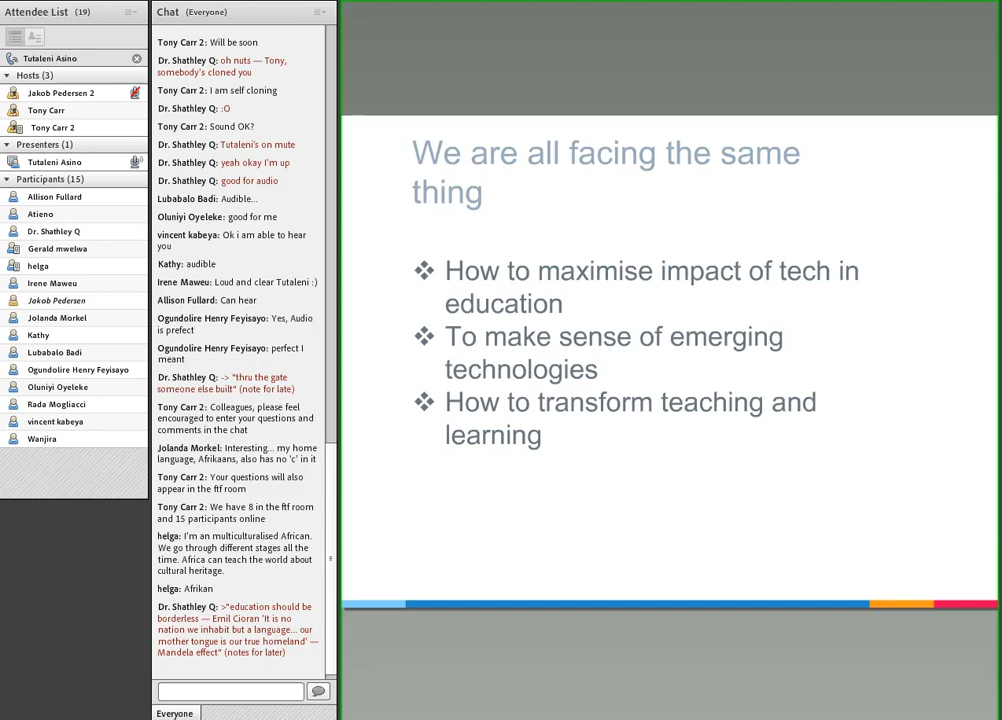 Attendee List (19)
Tutaleni Asino
Hosts (3)
Jakob Pedersen 2
Tony Carr
Tony Carr 2
Presenters (1)
Tutaleni Asino
Participants (15)
Allison Fullard
Atieno
Dr. Shathley Q
Gerald mwelwa
helga
Irene Maweu
Jakob Pedersen
Jolanda Morkel
Kathy
Lubabalo Badi
Ogundolire Henry Feyisayo
Oluniyi Oyeleke
Rada Mogliacci
vincent kabeya
Wanjira
Chat (Everyone)
Tony Carr 2: Will be soon
Dr. Shathley Q: oh nuts — Tony,
somebody's cloned you
Tony Carr 2: I am self cloning
Dr. Shathley Q: :O
Tony Carr 2: Sound OK?
Dr. Shathley Q: Tutaleni's on mute
Dr. Shathley Q: yeah okay I'm up
Dr. Shathley Q: good for audio
Lubabalo Badi: Audible...
Oluniyi Oyeleke: good for me
vincent kabeya: Ok i am able to hear
you
Kathy: audible
Irene Maweu: Loud and clear Tutaleni :)
Allison Fullard: Can hear
Ogundolire Henry Feyisayo: Yes, Audio
is prefect
Ogundolire Henry Feyisayo: perfect I
meant
Dr. Shathley Q: -> "thru the gate
someone else built" (note for late)
Tony Carr 2: Colleagues, please feel
encouraged to enter your questions and
comments in the chat
Jolanda Morkel: Interesting... my home
language, Afrikaans, also has no 'c' in it
Tony Carr 2: Your questions will also
appear in the ftf room
Tony Carr 2: We have 8 in the ftf room
and 15 participants online
helga: I'm an multiculturalised African.
We go through different stages all the
time. Africa can teach the world about
cultural heritage.
helga: Afrikan
Dr. Shathley Q: >"education should be
borderless — Emil Cioran 'It is no
nation we inhabit but a language... our
mother tongue is our true homeland' —
Mandela effect" (notes for later)
Everyone
We are all facing the same
thing
❖ How to maximise impact of tech in
education
❖ To make sense of emerging
technologies
❖ How to transform teaching and
learning